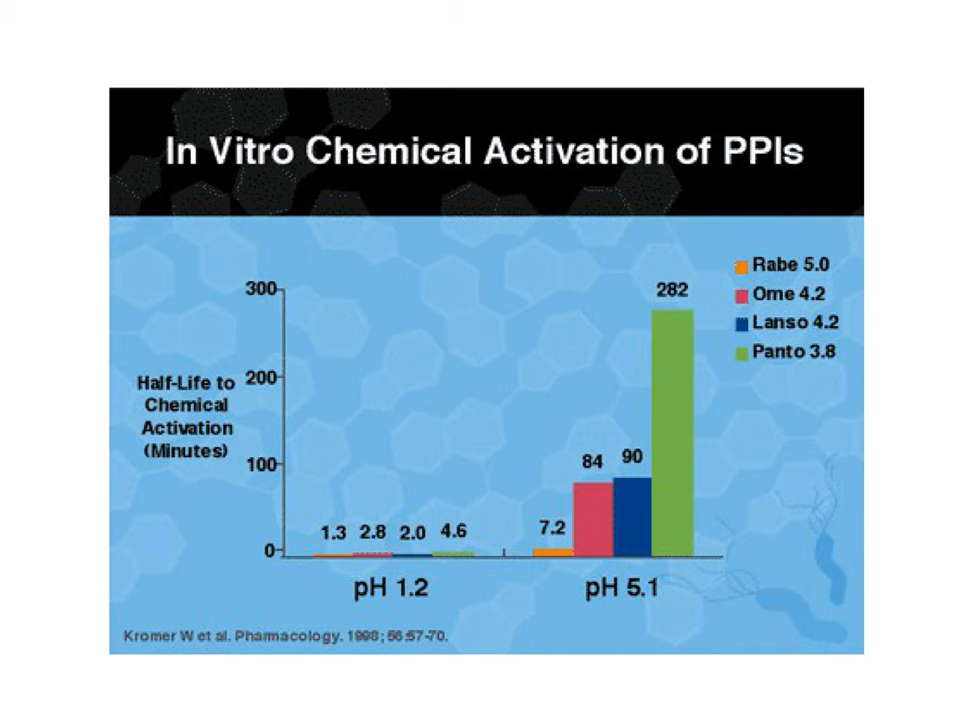 In Vitro Chemical Activation of PPIs
Rabe 5.0
Ome 4.2
Lanso 4.2
Panto 3.8
Half-Life to
Chemical
Activation
(Minutes)
300
200
100
0
1.3 2.8 2.0 4.6
7.2 84 90 282
pH 1.2 pH 5.1
Kromer W et al. Pharmacology. 1998; 56:57-70.